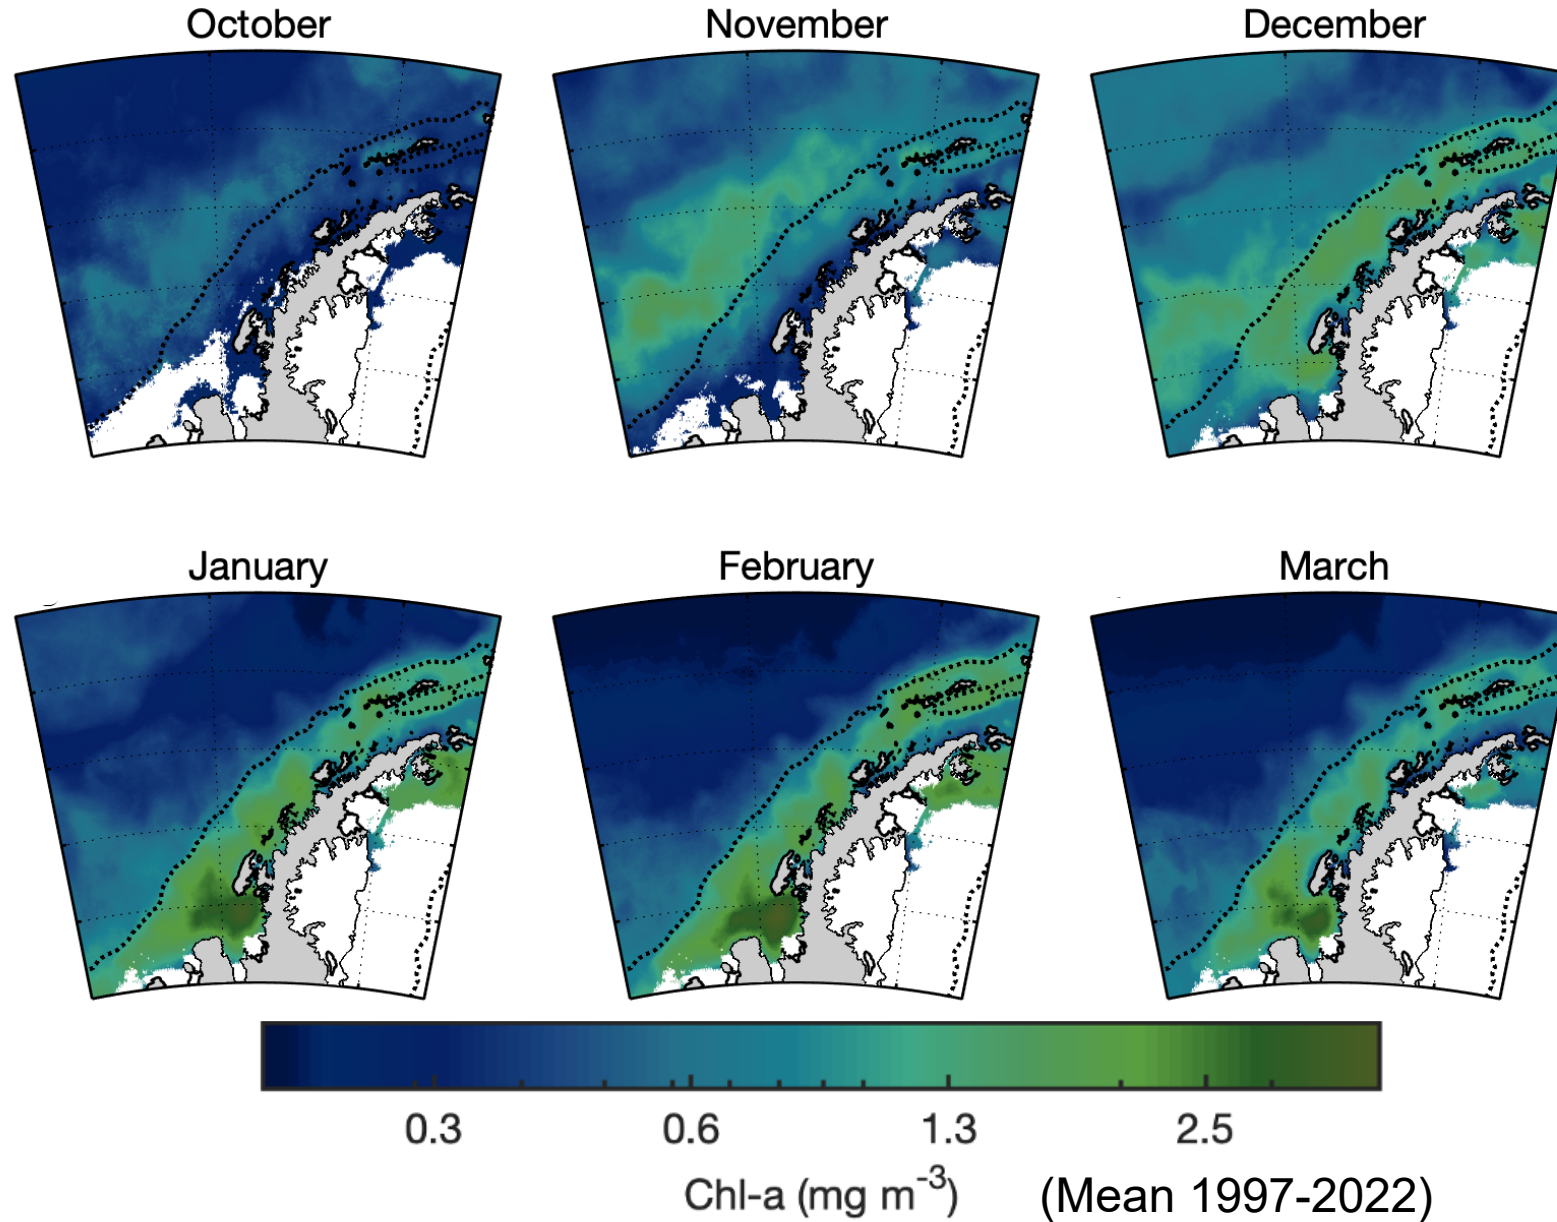 October November December
January February March
0.3 0.6 1.3 2.5
Chl-a (mg m⁻³) (Mean 1997-2022)